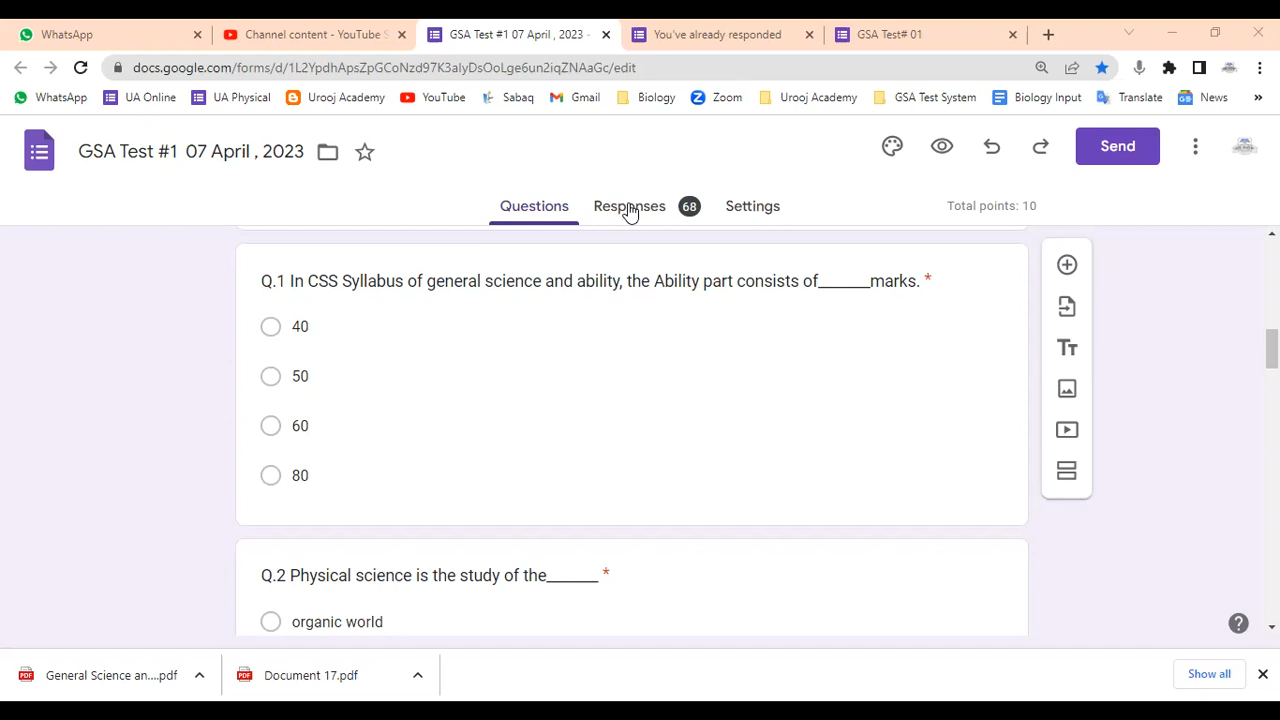 WhatsApp
Channel content - YouTube S
GSA Test #1 07 April , 2023 -
You've already responded
GSA Test# 01
docs.google.com/forms/d/1L2YpdhApsZpGCoNzd97K3alyDsOoLge6un2iqZNAaGc/edit
WhatsApp
UA Online
UA Physical
Urooj Academy
YouTube
Sabaq
Gmail
Biology
Zoom
Urooj Academy
GSA Test System
Biology Input
Translate
News
GSA Test #1 07 April , 2023
Send
Questions
Responses 68
Settings
Total points: 10
Q.1 In CSS Syllabus of general science and ability, the Ability part consists of______marks. *
40
50
60
80
Q.2 Physical science is the study of the______ *
organic world
General Science an....pdf
Document 17.pdf
Show all